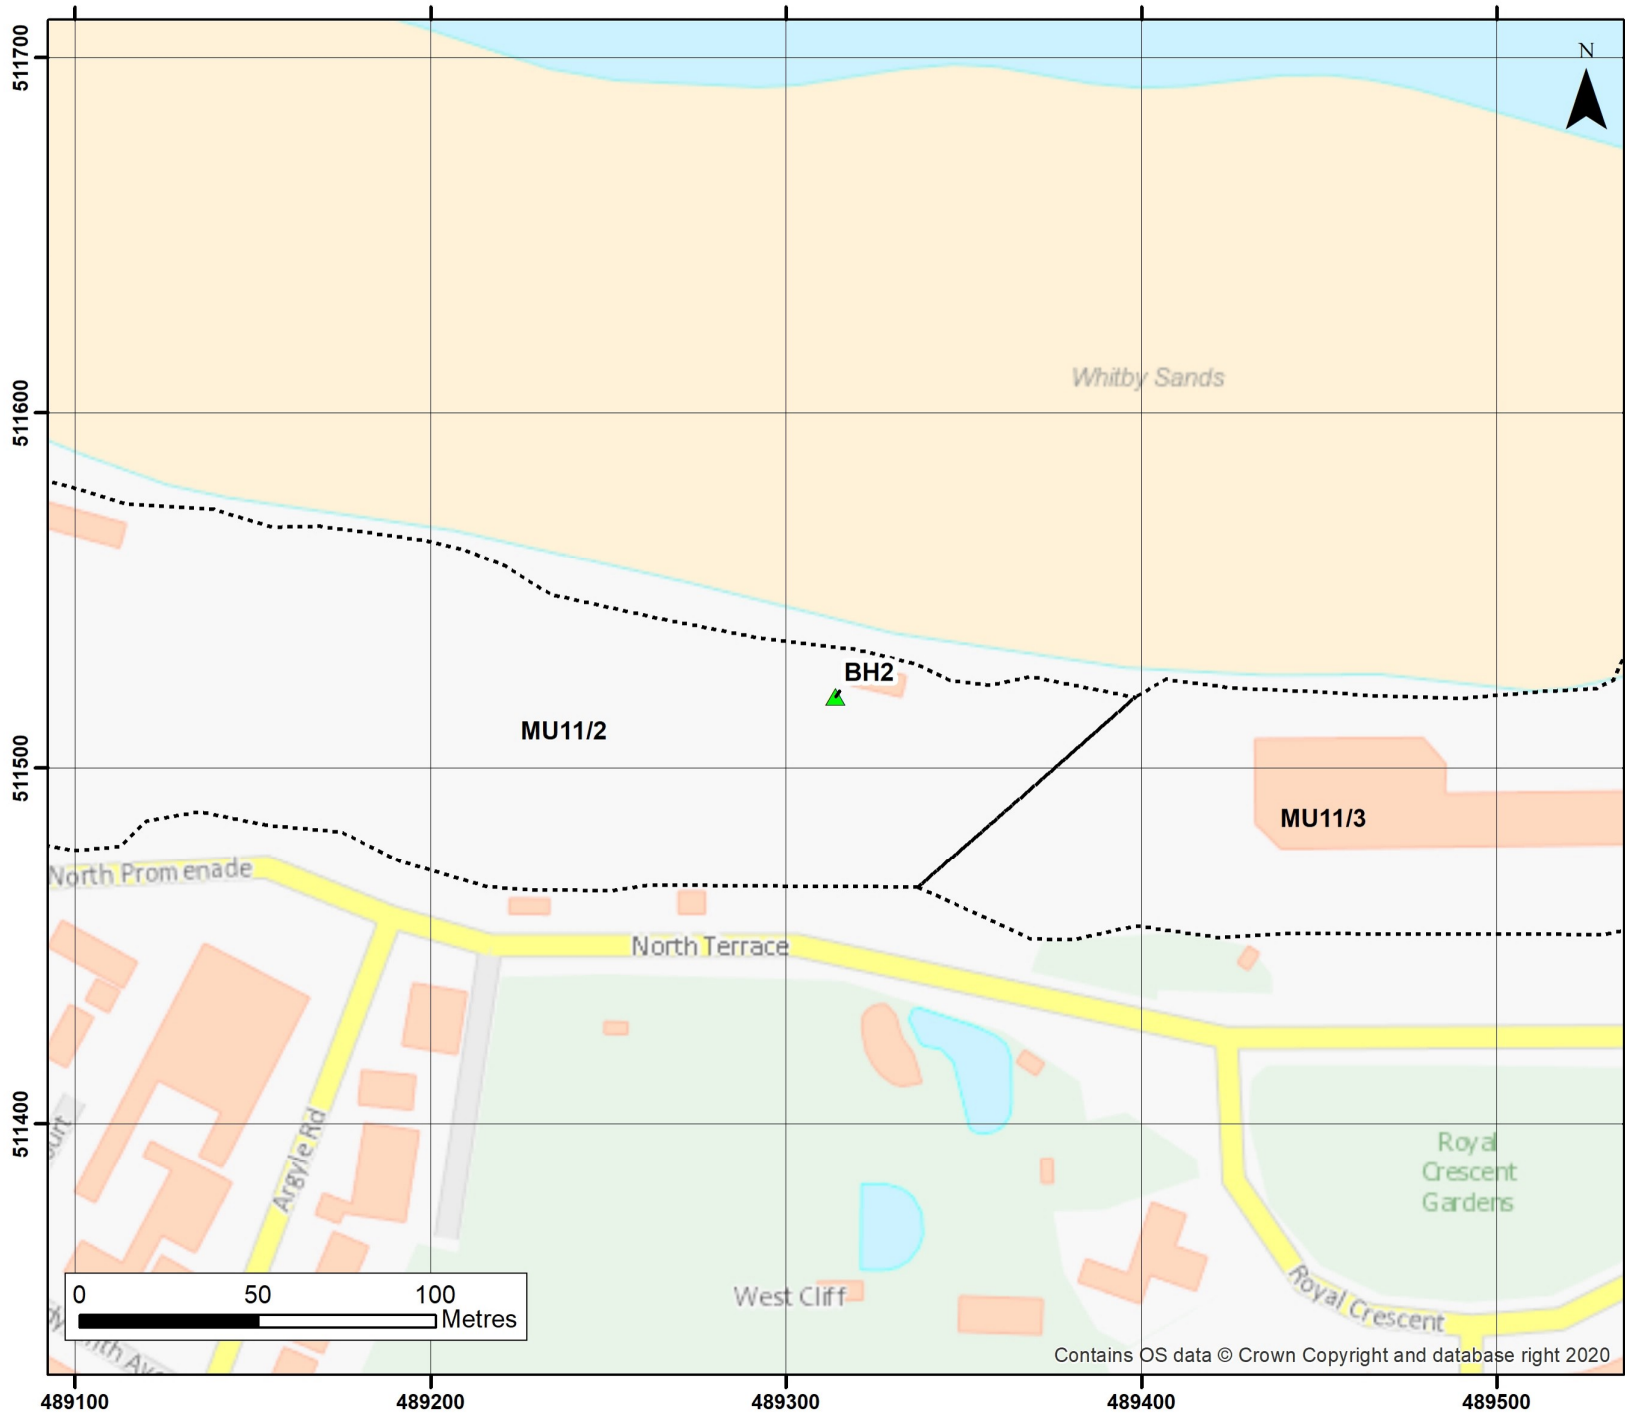 511700
511600
511500
511400
N
Whitby Sands
BH2
MU11/2
MU11/3
North Promenade
North Terrace
Argyle Rd
Royal
Crescent
Gardens
West Cliff
Royal Crescent
0 50 100
Metres
Contains OS data © Crown Copyright and database right 2020
489100 489200 489300 489400 489500